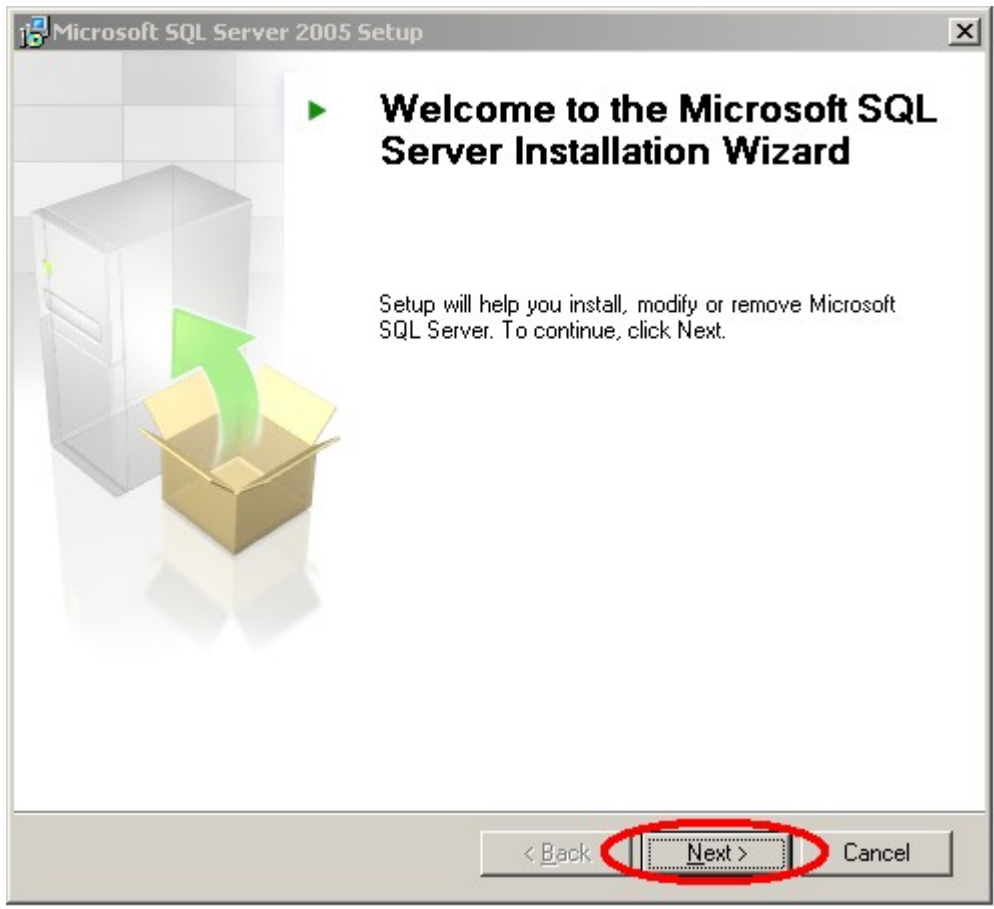 Microsoft SQL Server 2005 Setup
Welcome to the Microsoft SQL
Server Installation Wizard
Setup will help you install, modify or remove Microsoft
SQL Server. To continue, click Next.
< Back Next > Cancel